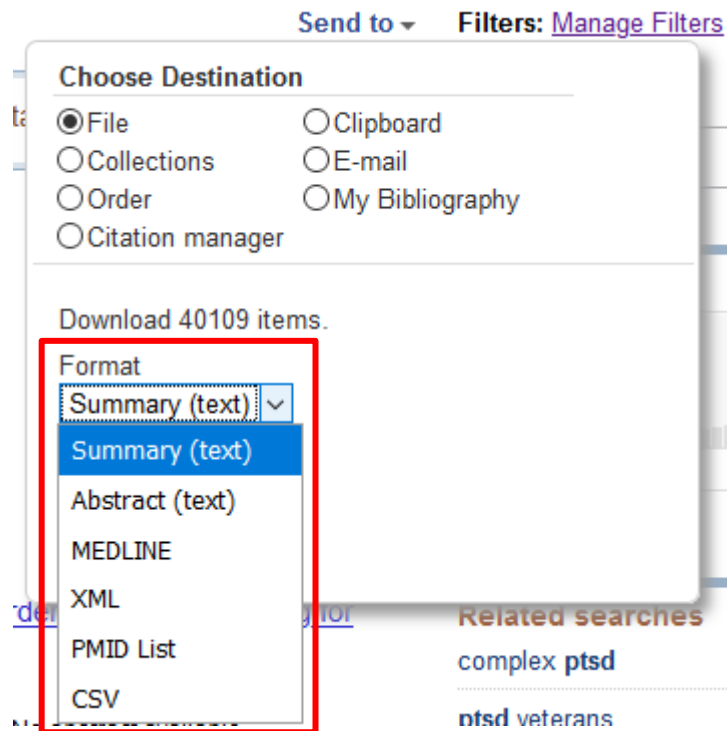 Send to Filters: Manage Filters
Choose Destination
File Clipboard
Collections E-mail
Order My Bibliography
Citation manager
Download 40109 items.
Format
Summary (text)
Summary (text)
Abstract (text)
MEDLINE
XML
PMID List
CSV
Related searches
complex ptsd
ptsd veterans